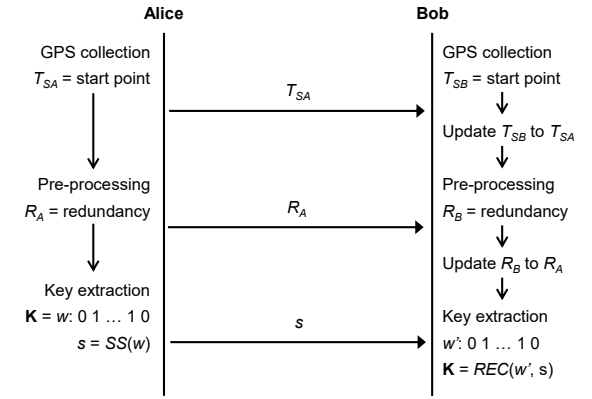 Alice
Bob
GPS collection
T_SA = start point
GPS collection
T_SB = start point
T_SA
Update T_SB to T_SA
Pre-processing
R_A = redundancy
R_A
Pre-processing
R_B = redundancy
Update R_B to R_A
Key extraction
K = w: 0 1 … 1 0
s = SS(w)
s
Key extraction
w’: 0 1 … 1 0
K = REC(w’, s)